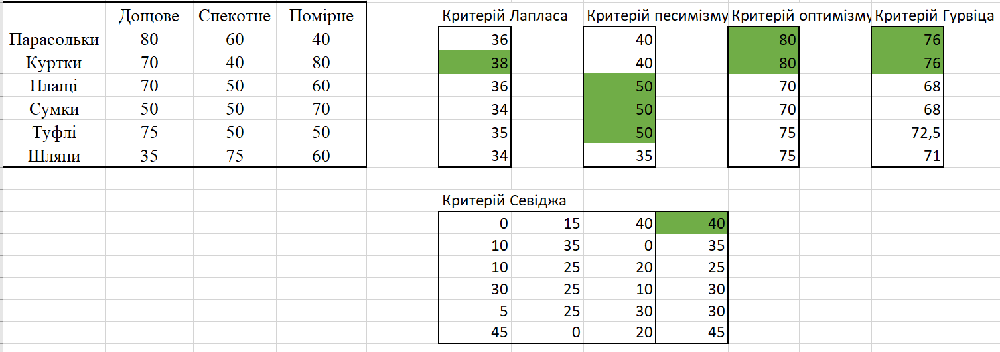 Дощове Спекотне Помірне Критерій Лапласа Критерій песимізму Критерій оптимізму Критерій Гурвіца
Парасольки 80 60 40 36 40 80 76
Куртки 70 40 80 38 40 80 76
Плащі 70 50 60 36 50 70 68
Сумки 50 50 70 34 50 70 68
Туфлі 75 50 50 35 50 75 72,5
Шляпи 35 75 60 34 35 75 71
Критерій Севіджа
0 15 40 40
10 35 0 35
10 25 20 25
30 25 10 30
5 25 30 30
45 0 20 45